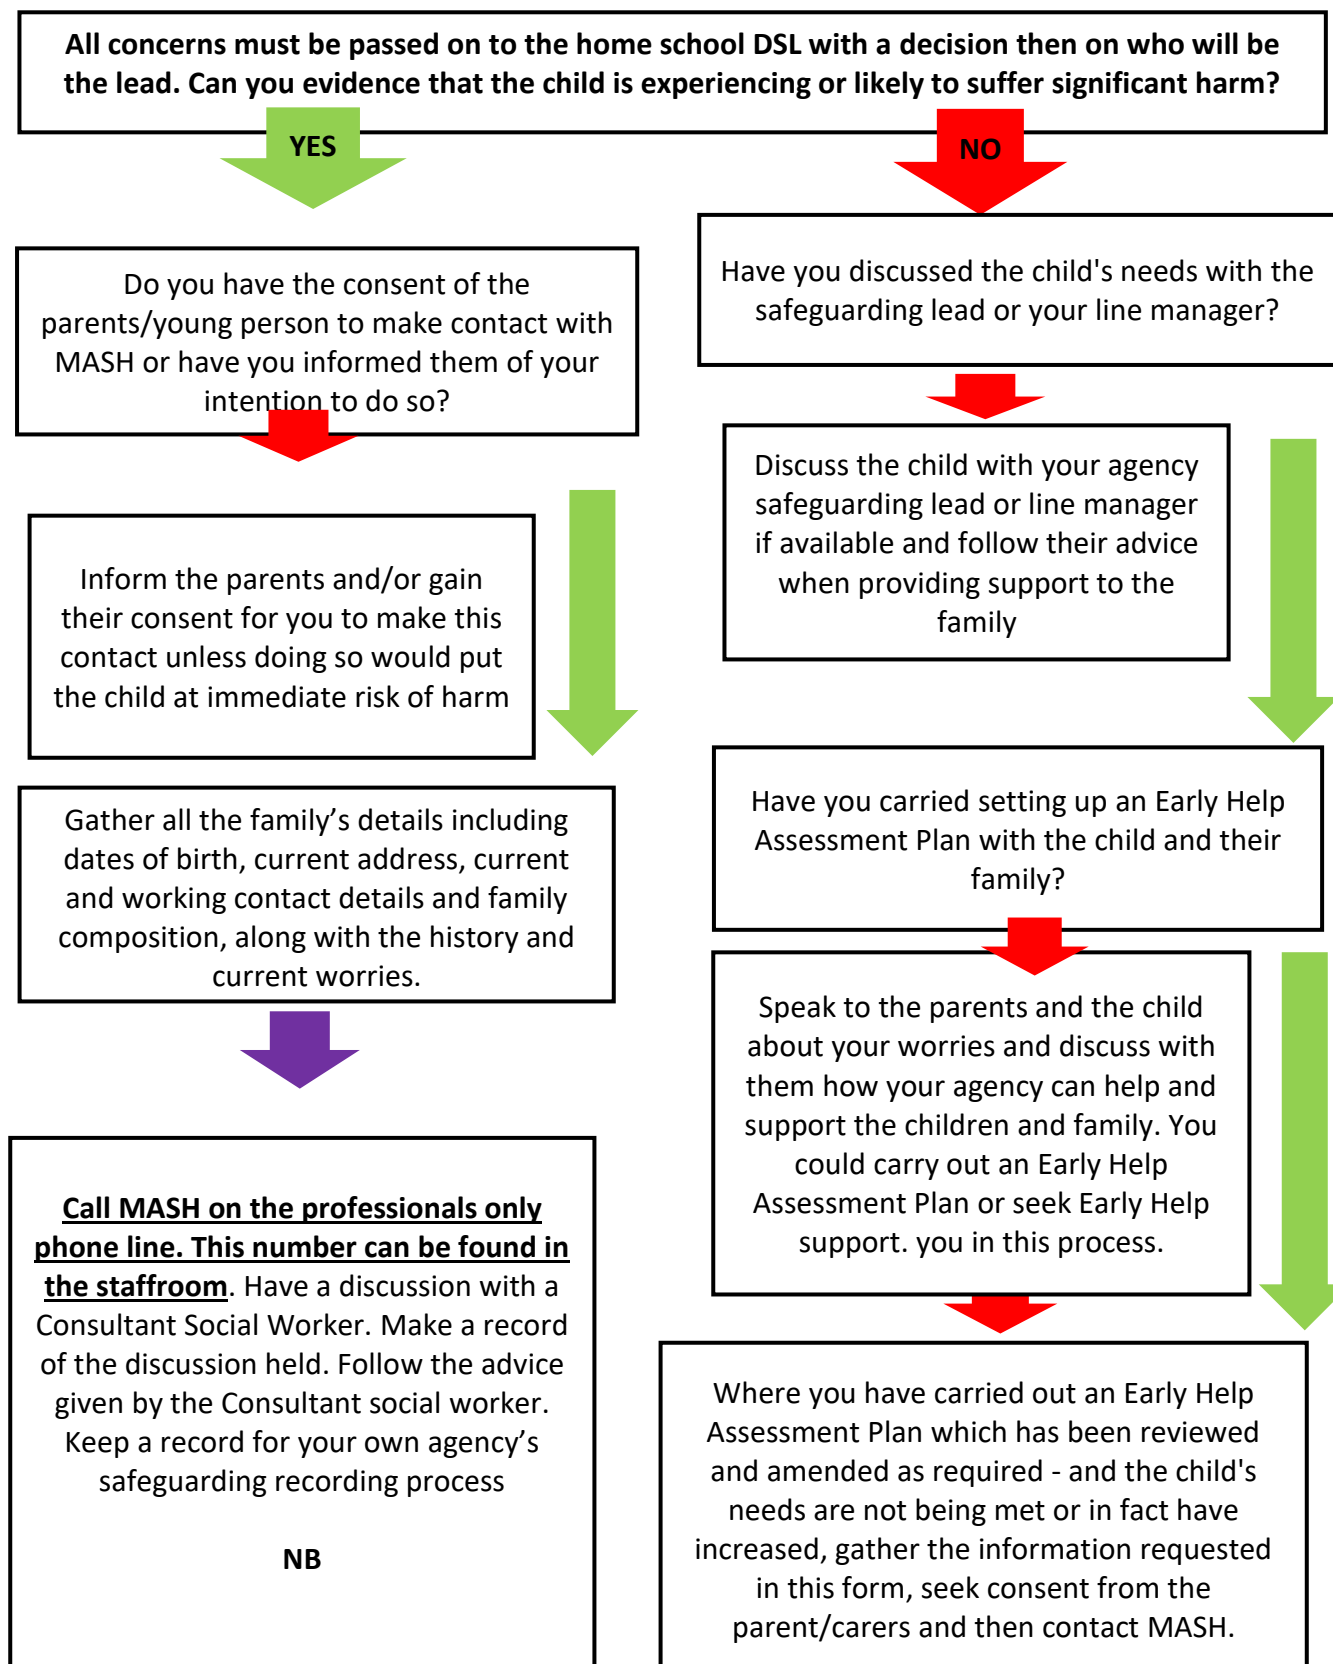 All concerns must be passed on to the home school DSL with a decision then on who will be
the lead. Can you evidence that the child is experiencing or likely to suffer significant harm?
YES
NO
Do you have the consent of the
parents/young person to make contact with
MASH or have you informed them of your
intention to do so?
Inform the parents and/or gain
their consent for you to make this
contact unless doing so would put
the child at immediate risk of harm
Gather all the family’s details including
dates of birth, current address, current
and working contact details and family
composition, along with the history and
current worries.
Call MASH on the professionals only
phone line. This number can be found in
the staffroom. Have a discussion with a
Consultant Social Worker. Make a record
of the discussion held. Follow the advice
given by the Consultant social worker.
Keep a record for your own agency’s
safeguarding recording process
NB
Have you discussed the child's needs with the
safeguarding lead or your line manager?
Discuss the child with your agency
safeguarding lead or line manager
if available and follow their advice
when providing support to the
family
Have you carried setting up an Early Help
Assessment Plan with the child and their
family?
Speak to the parents and the child
about your worries and discuss with
them how your agency can help and
support the children and family. You
could carry out an Early Help
Assessment Plan or seek Early Help
support. you in this process.
Where you have carried out an Early Help
Assessment Plan which has been reviewed
and amended as required - and the child's
needs are not being met or in fact have
increased, gather the information requested
in this form, seek consent from the
parent/carers and then contact MASH.